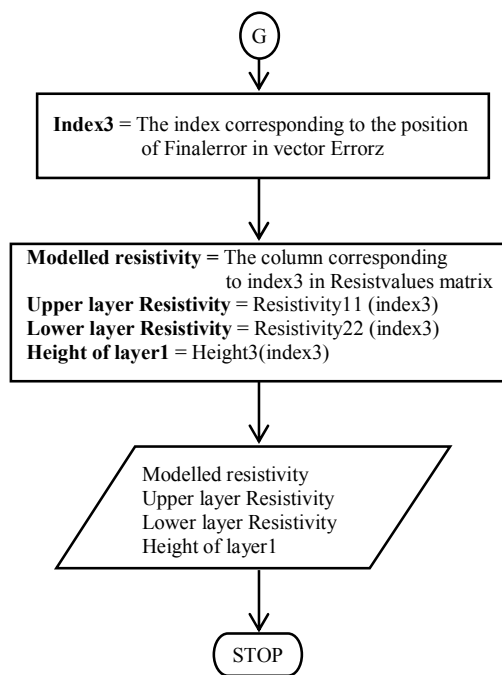 G
Index3 = The index corresponding to the position
of Finalerror in vector Errorz
Modelled resistivity = The column corresponding
to index3 in Resistvalues matrix
Upper layer Resistivity = Resistivity11 (index3)
Lower layer Resistivity = Resistivity22 (index3)
Height of layer1 = Height3(index3)
Modelled resistivity
Upper layer Resistivity
Lower layer Resistivity
Height of layer1
STOP